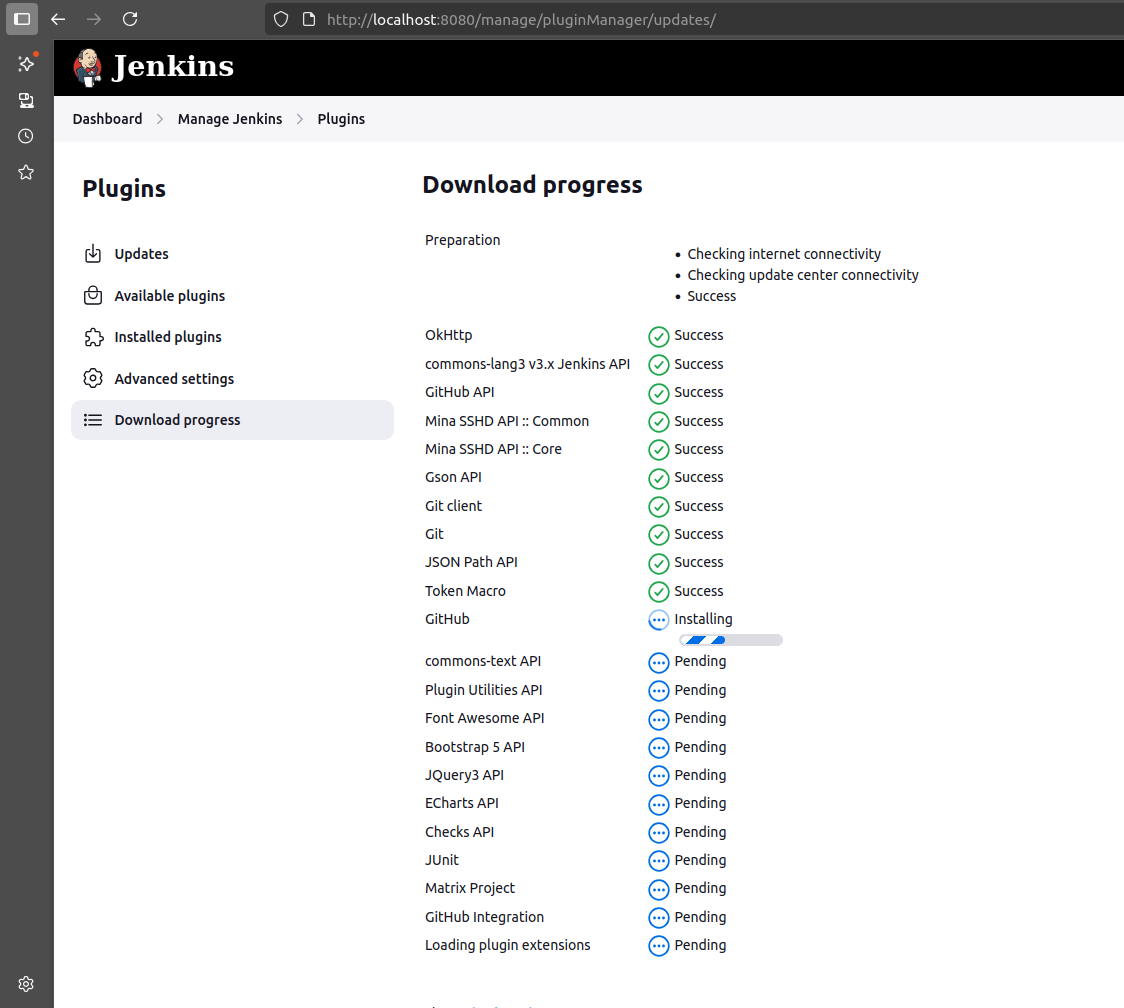 http://localhost:8080/manage/pluginManager/updates/
Jenkins
Dashboard > Manage Jenkins > Plugins
Plugins
Updates
Available plugins
Installed plugins
Advanced settings
Download progress
Download progress
Preparation
• Checking internet connectivity
• Checking update center connectivity
• Success
OkHttp Success
commons-lang3 v3.x Jenkins API Success
GitHub API Success
Mina SSHD API :: Common Success
Mina SSHD API :: Core Success
Gson API Success
Git client Success
Git Success
JSON Path API Success
Token Macro Success
GitHub Installing
commons-text API Pending
Plugin Utilities API Pending
Font Awesome API Pending
Bootstrap 5 API Pending
JQuery3 API Pending
ECharts API Pending
Checks API Pending
JUnit Pending
Matrix Project Pending
GitHub Integration Pending
Loading plugin extensions Pending